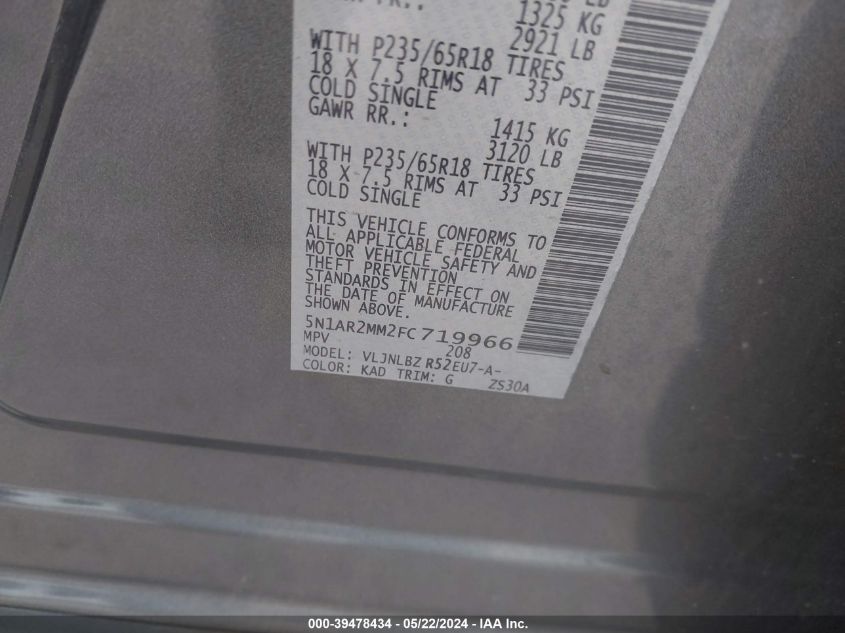 1325 KG
2921 LB
WITH P235/65R18 TIRES
18 X 7.5 RIMS AT 33 PSI
COLD SINGLE
GAWR RR.:
1415 KG
3120 LB
WITH P235/65R18 TIRES
18 X 7.5 RIMS AT 33 PSI
COLD SINGLE
THIS VEHICLE CONFORMS TO
ALL APPLICABLE FEDERAL
MOTOR VEHICLE SAFETY AND
THEFT PREVENTION
STANDARDS IN EFFECT ON
THE DATE OF MANUFACTURE
SHOWN ABOVE.
5N1AR2MM2FC719966
MPV 208
MODEL: VLJNLBZ R52EU7-A-
COLOR: KAD TRIM: G ZS30A
000-39478434 - 05/22/2024 - IAA Inc.